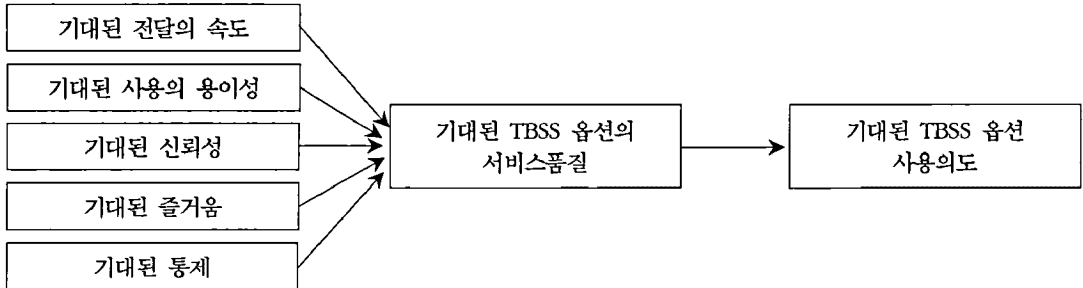 기대된 전달의 속도
기대된 사용의 용이성
기대된 신뢰성
기대된 즐거움
기대된 통제
기대된 TBSS 옵션의
서비스품질
기대된 TBSS 옵션
사용의도